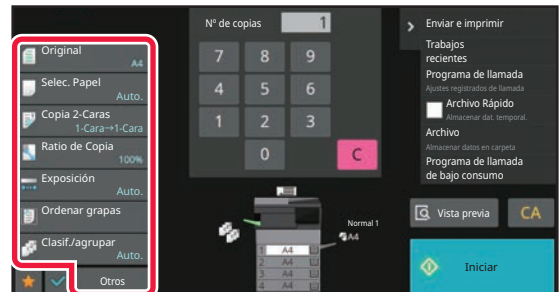 Original
A4
Selec. Papel
Auto.
Copia 2-Caras
1-Cara→1-Cara
Ratio de Copia
100%
Exposición
Auto.
Ordenar grapas
Clasif./agrupar
Auto.
Otros
Nº de copias
1
7 8 9
4 5 6
1 2 3
0 C
Normal 1
A4
1 A4
2 A4
3 A4
4 A4
Enviar e imprimir
Trabajos
recientes
Programa de llamada
Ajustes registrados de llamada
Archivo Rápido
Almacenar dat. temporal.
Archivo
Almacenar datos en carpeta
Programa de llamada
de bajo consumo
Vista previa
CA
Iniciar